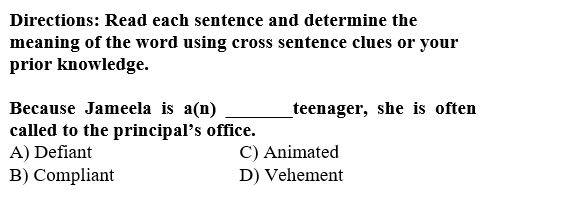 Directions: Read each sentence and determine the
meaning of the word using cross sentence clues or your
prior knowledge.
Because Jameela is a(n) _______teenager, she is often
called to the principal's office.
A) Defiant C) Animated
B) Compliant D) Vehement